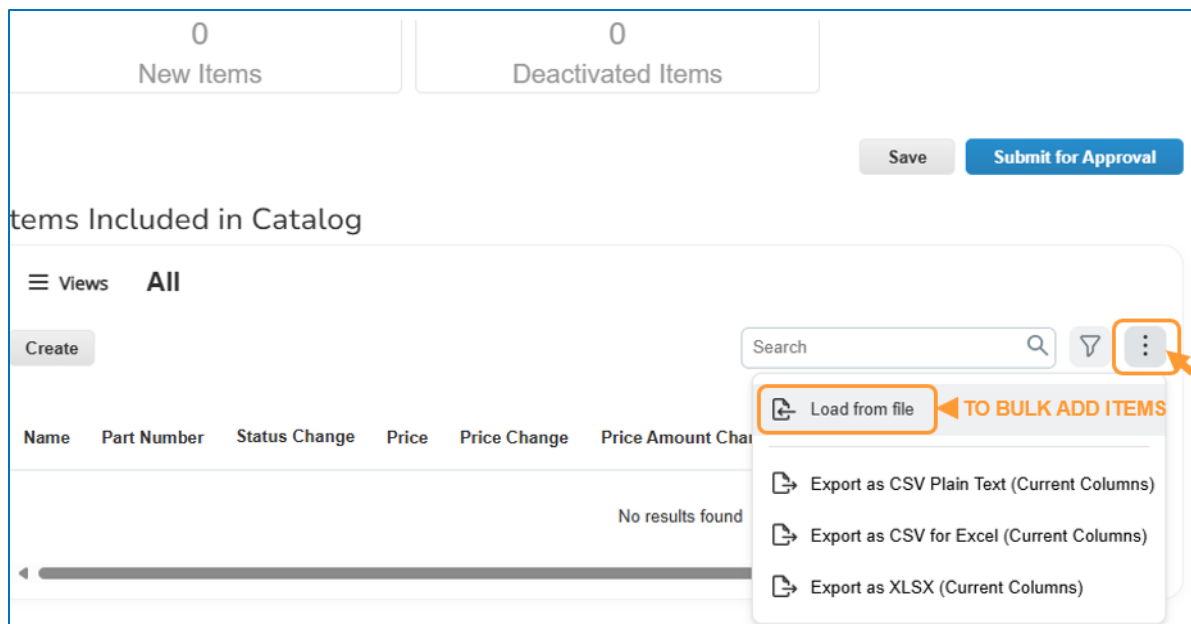 0
New Items
0
Deactivated Items
Save
Submit for Approval
tems Included in Catalog
Views
All
Create
Search
Load from file
TO BULK ADD ITEMS
Name Part Number Status Change Price Price Change Price Amount Chan
No results found
Export as CSV Plain Text (Current Columns)
Export as CSV for Excel (Current Columns)
Export as XLSX (Current Columns)